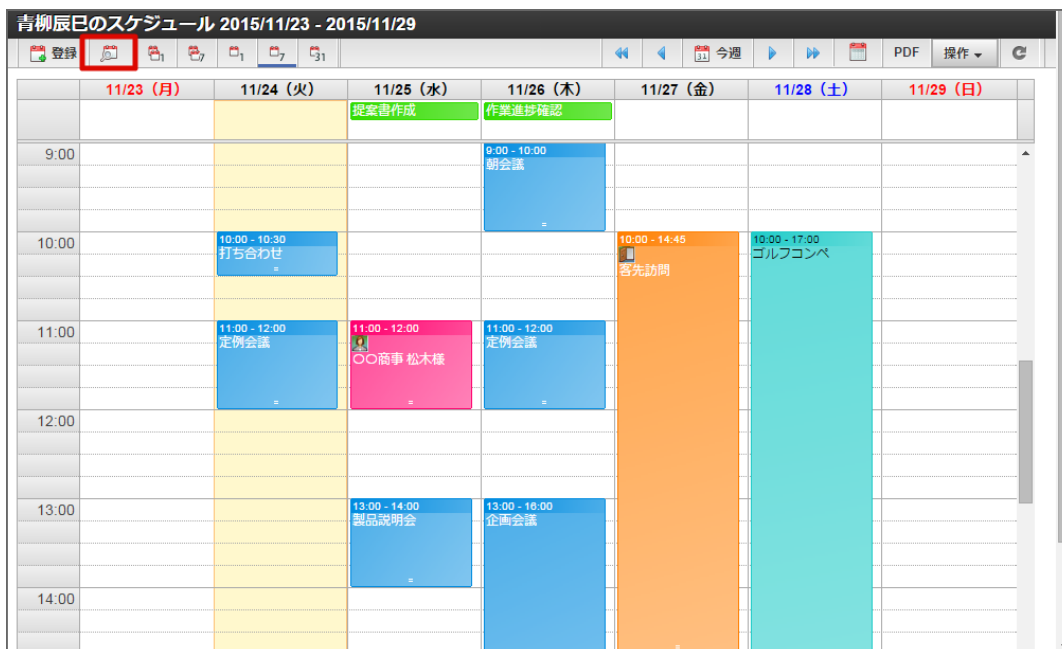 青柳辰巳のスケジュール 2015/11/23 - 2015/11/29
登録 1 7 1 7 31 31 今週 PDF 操作
11/23（月） 11/24（火） 11/25（水） 11/26（木） 11/27（金） 11/28（土） 11/29（日）
提案書作成 作業進捗確認
9:00 9:00 - 10:00
朝会議
10:00 10:00 - 10:30 10:00 - 14:45 10:00 - 17:00
打ち合わせ ゴルフコンペ
客先訪問
11:00 11:00 - 12:00 11:00 - 12:00 11:00 - 12:00
定例会議 定例会議
〇〇商事 松木様
12:00
13:00 13:00 - 14:00 13:00 - 16:00
製品説明会 企画会議
14:00